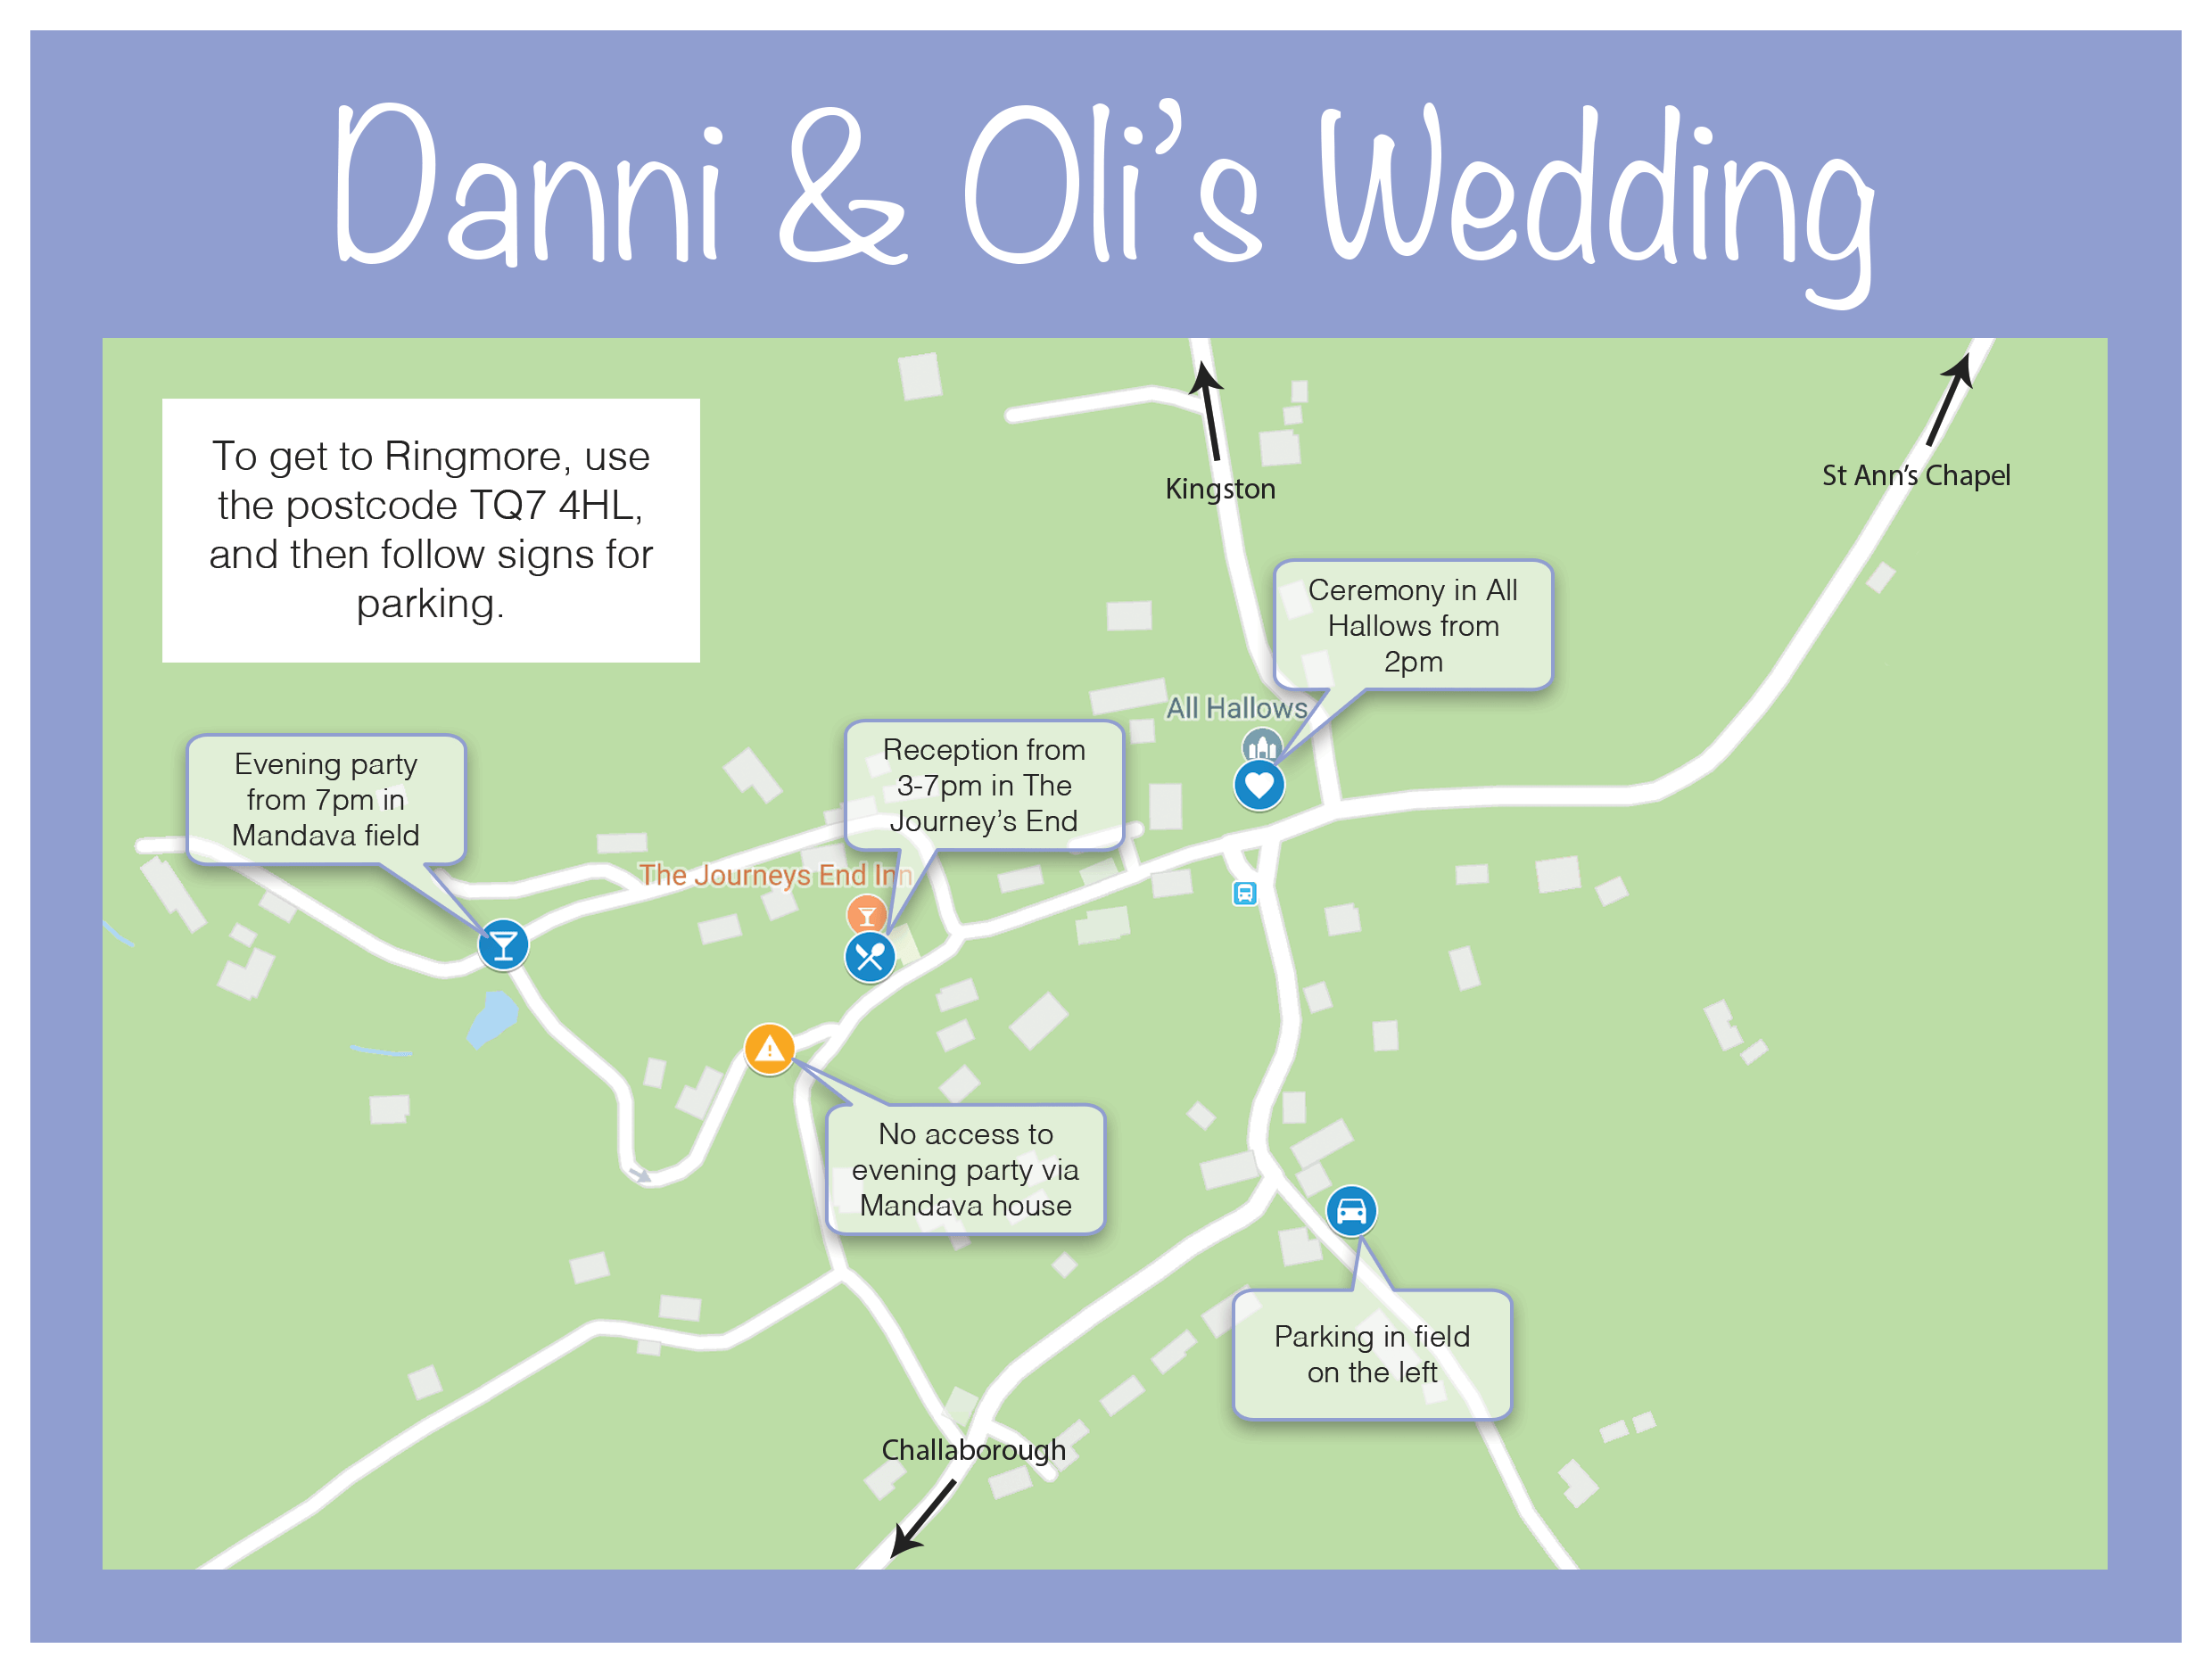 Danni & Oli’s Wedding
To get to Ringmore, use
the postcode TQ7 4HL,
and then follow signs for
parking.
Kingston
St Ann’s Chapel
Ceremony in All
Hallows from
2pm
All Hallows
Evening party
from 7pm in
Mandava field
Reception from
3-7pm in The
Journey’s End
The Journeys End Inn
No access to
evening party via
Mandava house
Parking in field
on the left
Challaborough